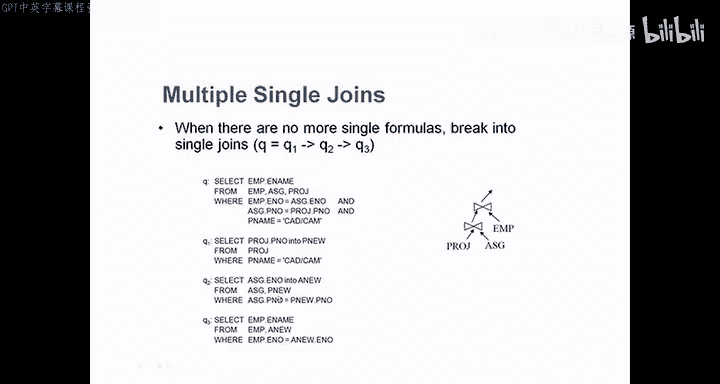 GPT中英字幕课程
bilibili
Multiple Single Joins
• When there are no more single formulas, break into
single joins (q = q1 -> q2 -> q3)
q: SELECT EMP.ENAME
FROM EMP, ASG, PROJ
WHERE EMP.ENO = ASG.ENO AND
ASG.PNO = PROJ.PNO AND
PNAME = 'CAD/CAM'
q1: SELECT PROJ.PNO into PNEW
FROM PROJ
WHERE PNAME = 'CAD/CAM'
q2: SELECT ASG.ENO into ANEW
FROM ASG, PNEW
WHERE ASG.PNO = PNEW.PNO
q3: SELECT EMP.ENAME
FROM EMP, ANEW
WHERE EMP.ENO = ANEW.ENO
EMP
PROJ ASG